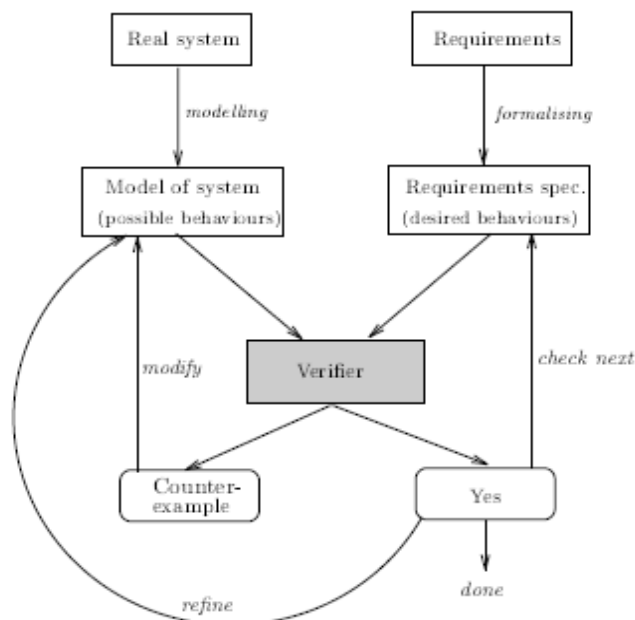 Real system
Requirements
modelling
formalising
Model of system
(possible behaviours)
Requirements spec.
(desired behaviours)
Verifier
modify
check next
Counter-
example
Yes
refine
done